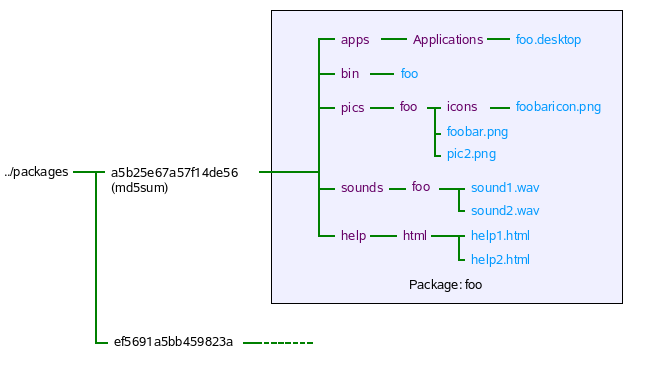 apps Applications foo.desktop
bin foo
pics foo icons foobaricon.png
foobar.png
pic2.png
../packages a5b25e67a57f14de56
(md5sum)
sounds foo sound1.wav
sound2.wav
help html help1.html
help2.html
Package: foo
ef5691a5bb459823a